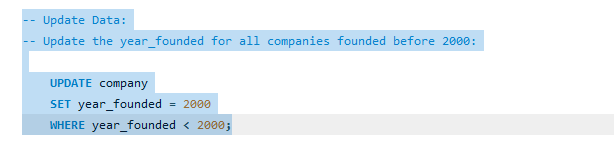 -- Update Data:
-- Update the year_founded for all companies founded before 2000:
UPDATE company
SET year_founded = 2000
WHERE year_founded < 2000;